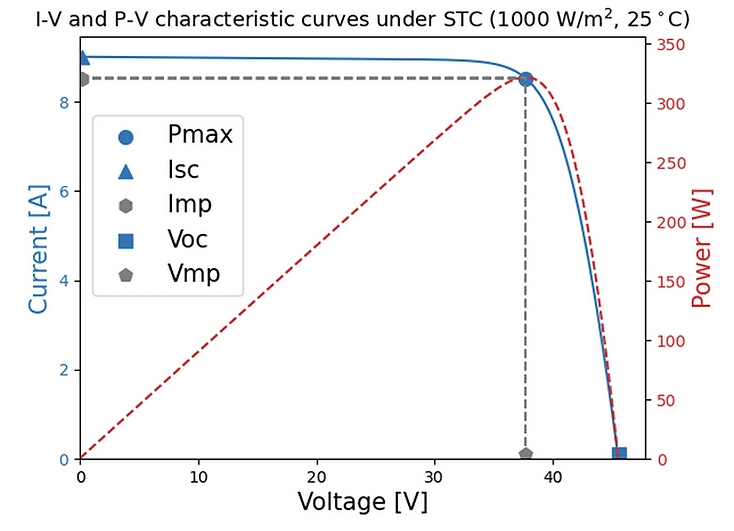 I-V and P-V characteristic curves under STC (1000 W/m², 25 °C)
Current [A]
8
6
4
2
0
Pmax
Isc
Imp
Voc
Vmp
350
300
250
200
150
100
50
0
Power [W]
0 10 20 30 40
Voltage [V]